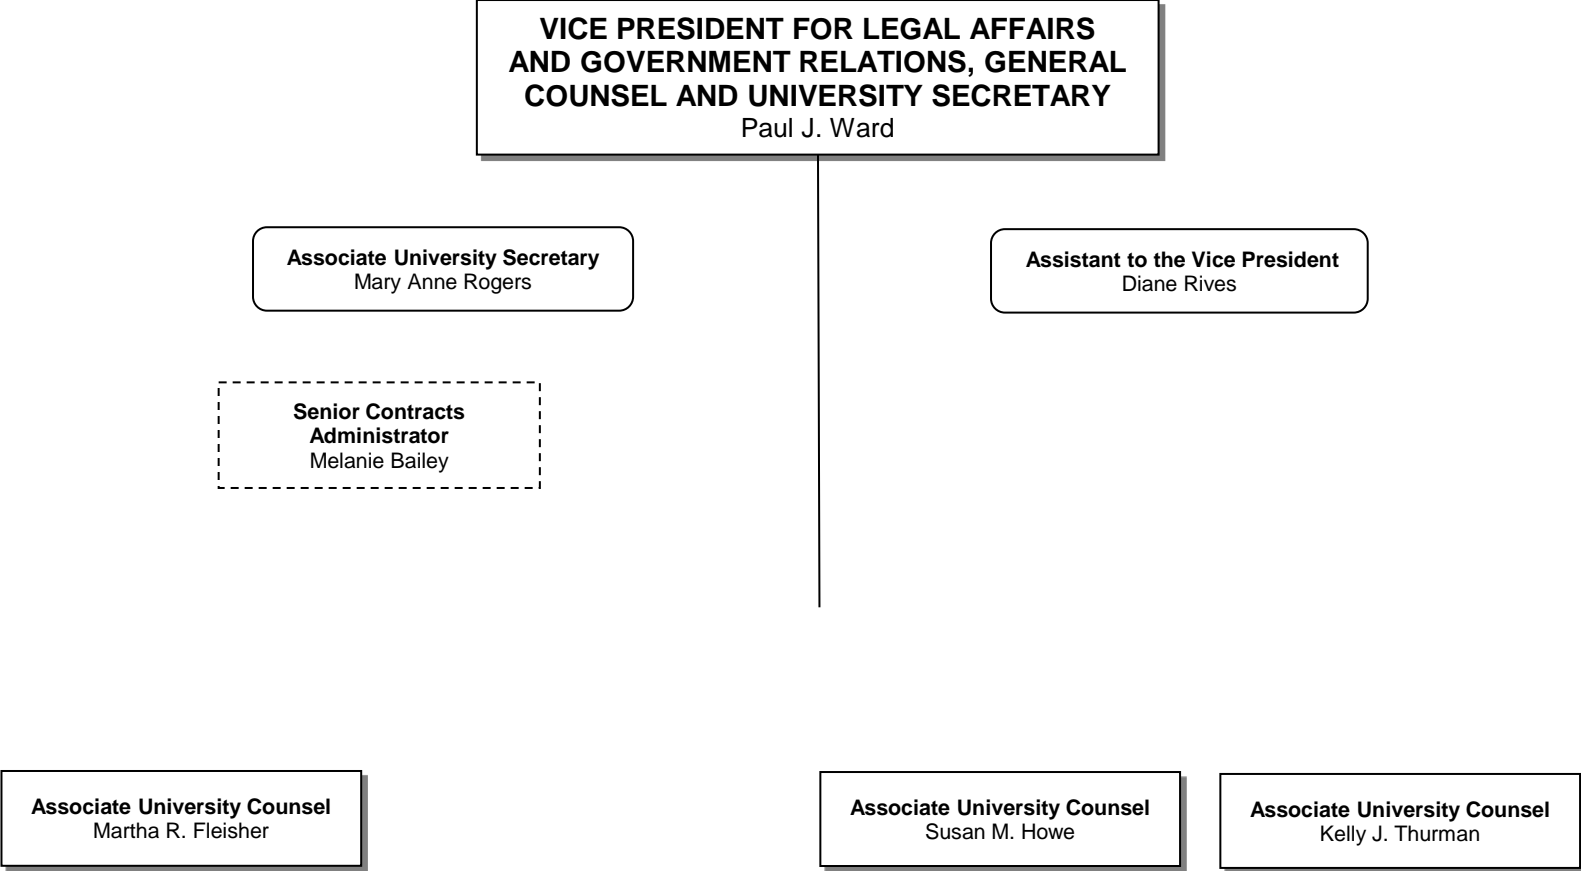 VICE PRESIDENT FOR LEGAL AFFAIRS
AND GOVERNMENT RELATIONS, GENERAL
COUNSEL AND UNIVERSITY SECRETARY
Paul J. Ward
Associate University Secretary
Mary Anne Rogers
Assistant to the Vice President
Diane Rives
Senior Contracts
Administrator
Melanie Bailey
Associate University Counsel
Martha R. Fleisher
Associate University Counsel
Susan M. Howe
Associate University Counsel
Kelly J. Thurman